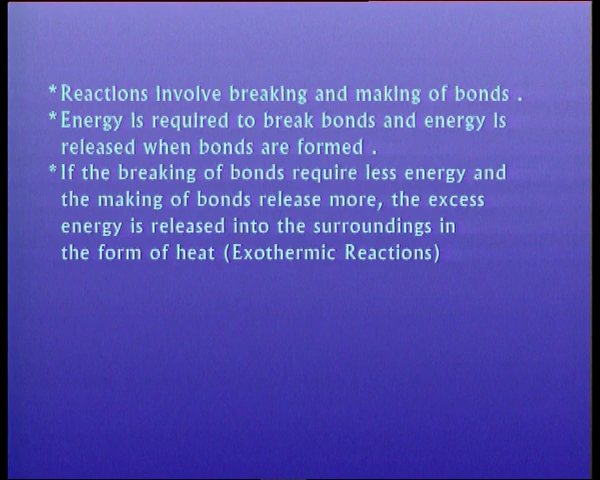 *Reactions involve breaking and making of bonds .
*Energy is required to break bonds and energy is
released when bonds are formed .
*If the breaking of bonds require less energy and
the making of bonds release more, the excess
energy is released into the surroundings in
the form of heat (Exothermic Reactions)